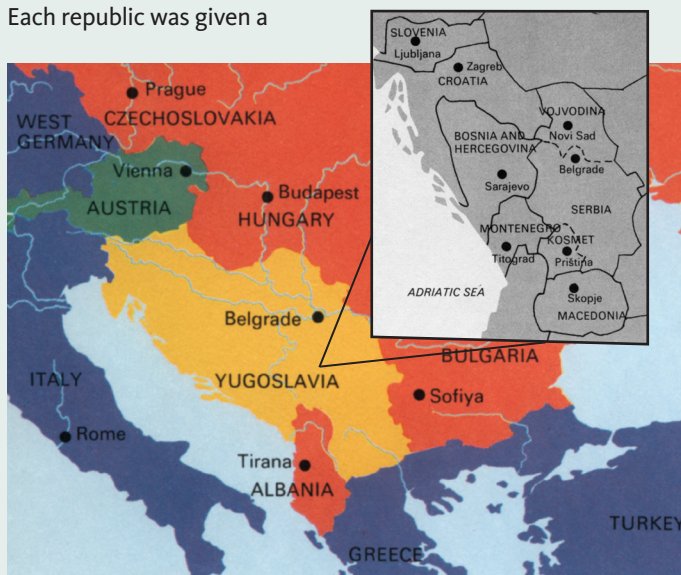 Each republic was given a
SLOVENIA
Ljubljana
Zagreb
CROATIA
VOJVODINA
Novi Sad
BOSNIA AND
HERCEGOVINA
Belgrade
Sarajevo
SERBIA
MONTENEGRO
KOSMET
Titograd
Priština
ADRIATIC SEA
Skopje
MACEDONIA
Prague
CZECHOSLOVAKIA
WEST
GERMANY
Vienna
Budapest
AUSTRIA
HUNGARY
Belgrade
BULGARIA
ITALY
YUGOSLAVIA
Sofiya
Rome
Tirana
ALBANIA
TURKEY
GREECE